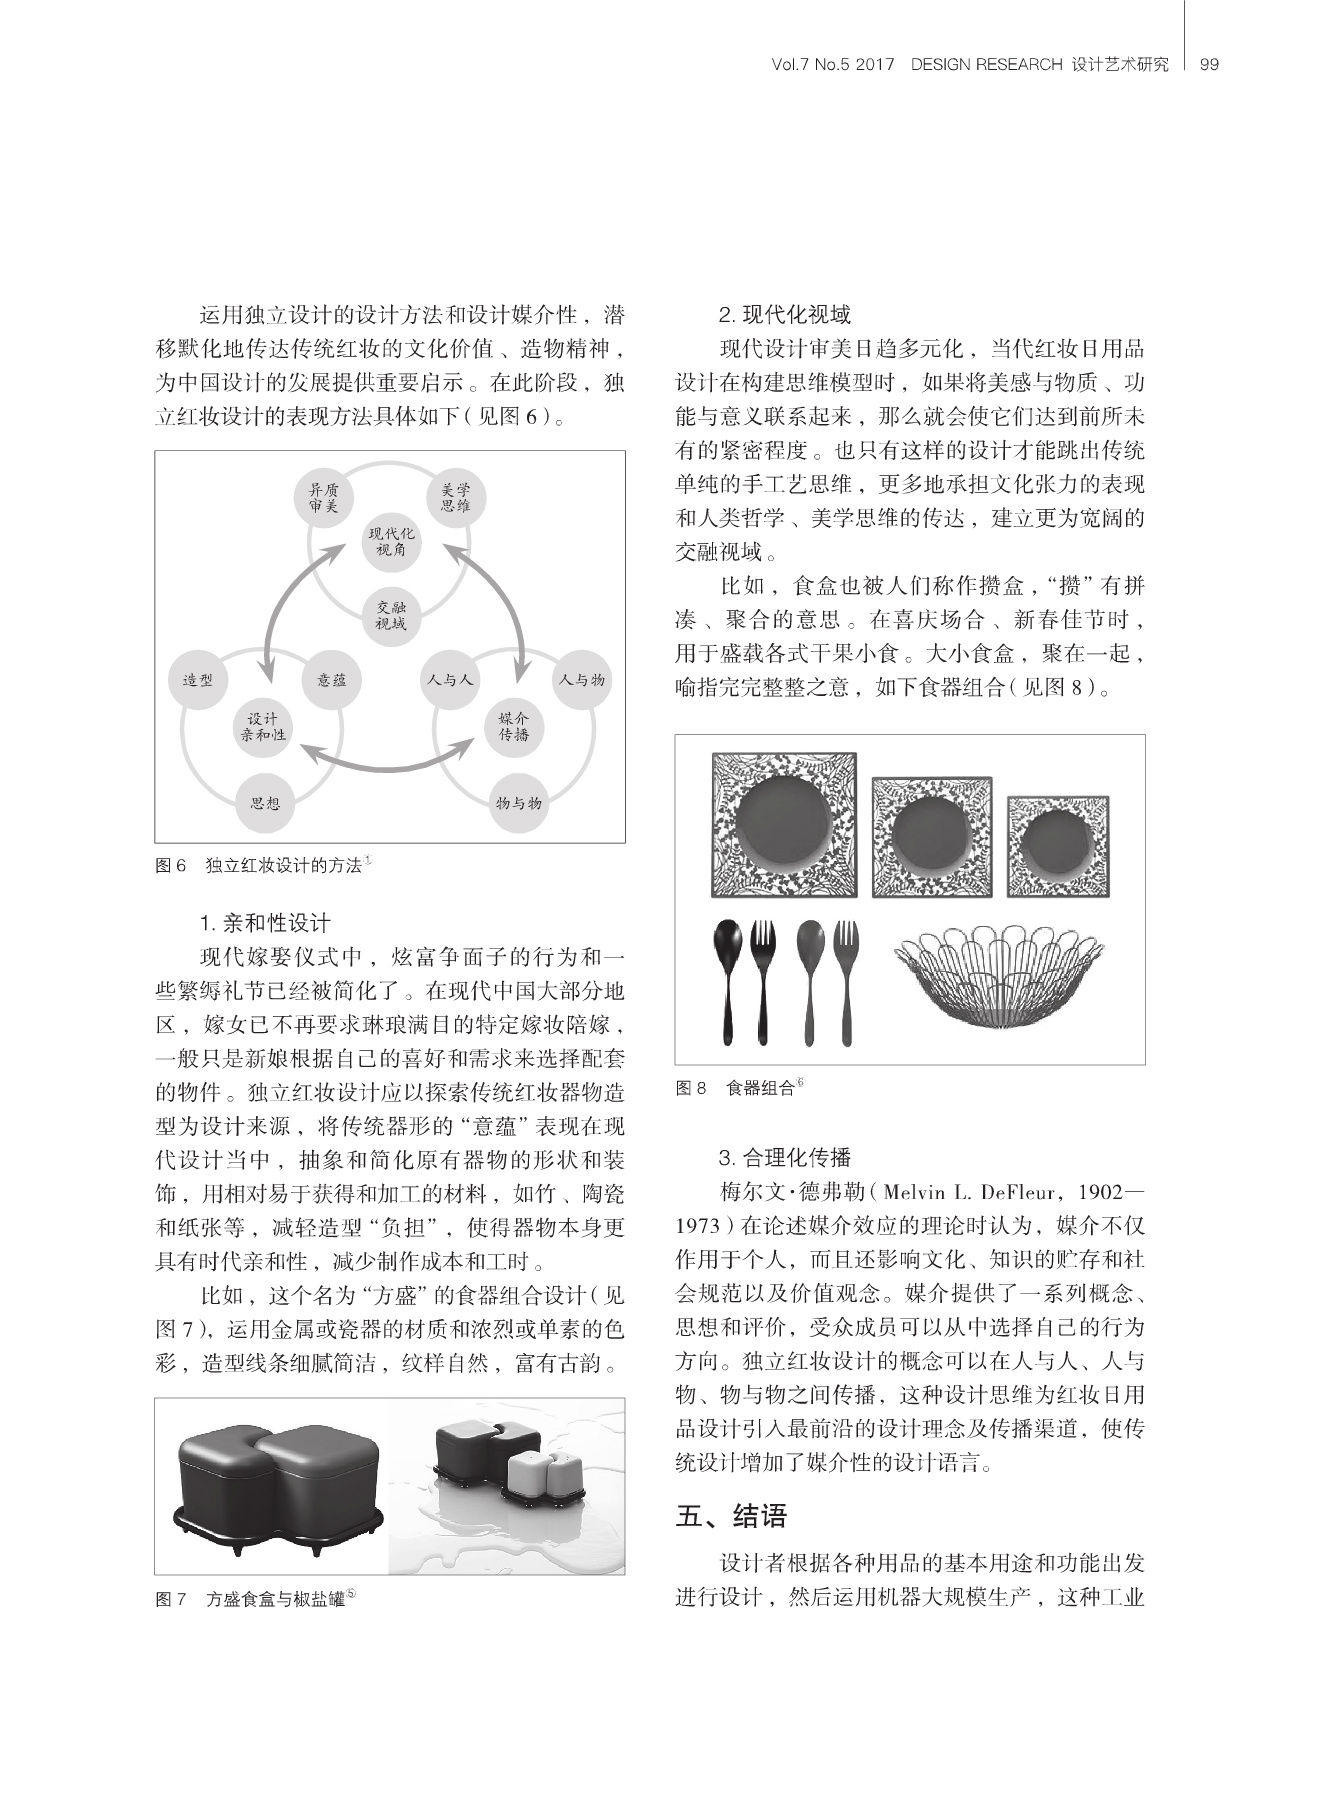 Vol.7 No.5 2017 DESIGN RESEARCH 设计艺术研究 99
运用独立设计的设计方法和设计媒介性，潜
移默化地传达传统红妆的文化价值、造物精神，
为中国设计的发展提供重要启示。在此阶段，独
立红妆设计的表现方法具体如下（见图 6）。
异质
审美
美学
思维
现代化
视角
交融
视域
造型
意蕴
设计
亲和性
思想
人与人
人与物
媒介
传播
物与物
图 6 独立红妆设计的方法①
1. 亲和性设计
现代嫁娶仪式中，炫富争面子的行为和一
些繁缛礼节已经被简化了。在现代中国大部分地
区，嫁女已不再要求琳琅满目的特定嫁妆陪嫁，
一般只是新娘根据自己的喜好和需求来选择配套
的物件。独立红妆设计应以探索传统红妆器物造
型为设计来源，将传统器形的“意蕴”表现在现
代设计当中，抽象和简化原有器物的形状和装
饰，用相对易于获得和加工的材料，如竹、陶瓷
和纸张等，减轻造型“负担”，使得器物本身更
具有时代亲和性，减少制作成本和工时。
比如，这个名为“方盛”的食器组合设计（见
图 7），运用金属或瓷器的材质和浓烈或单素的色
彩，造型线条细腻简洁，纹样自然，富有古韵。
图 7 方盛食盒与椒盐罐⑤
2. 现代化视域
现代设计审美日趋多元化，当代红妆日用品
设计在构建思维模型时，如果将美感与物质、功
能与意义联系起来，那么就会使它们达到前所未
有的紧密程度。也只有这样的设计才能跳出传统
单纯的手工艺思维，更多地承担文化张力的表现
和人类哲学、美学思维的传达，建立更为宽阔的
交融视域。
比如，食盒也被人们称作攒盒，“攒”有拼
凑、聚合的意思。在喜庆场合、新春佳节时，
用于盛载各式干果小食。大小食盒，聚在一起，
喻指完完整整之意，如下食器组合（见图 8）。
图 8 食器组合⑥
3. 合理化传播
梅尔文·德弗勒（Melvin L. DeFleur，1902—
1973）在论述媒介效应的理论时认为，媒介不仅
作用于个人，而且还影响文化、知识的贮存和社
会规范以及价值观念。媒介提供了一系列概念、
思想和评价，受众成员可以从中选择自己的行为
方向。独立红妆设计的概念可以在人与人、人与
物、物与物之间传播，这种设计思维为红妆日用
品设计引入最前沿的设计理念及传播渠道，使传
统设计增加了媒介性的设计语言。
五、结语
设计者根据各种用品的基本用途和功能出发
进行设计，然后运用机器大规模生产，这种工业